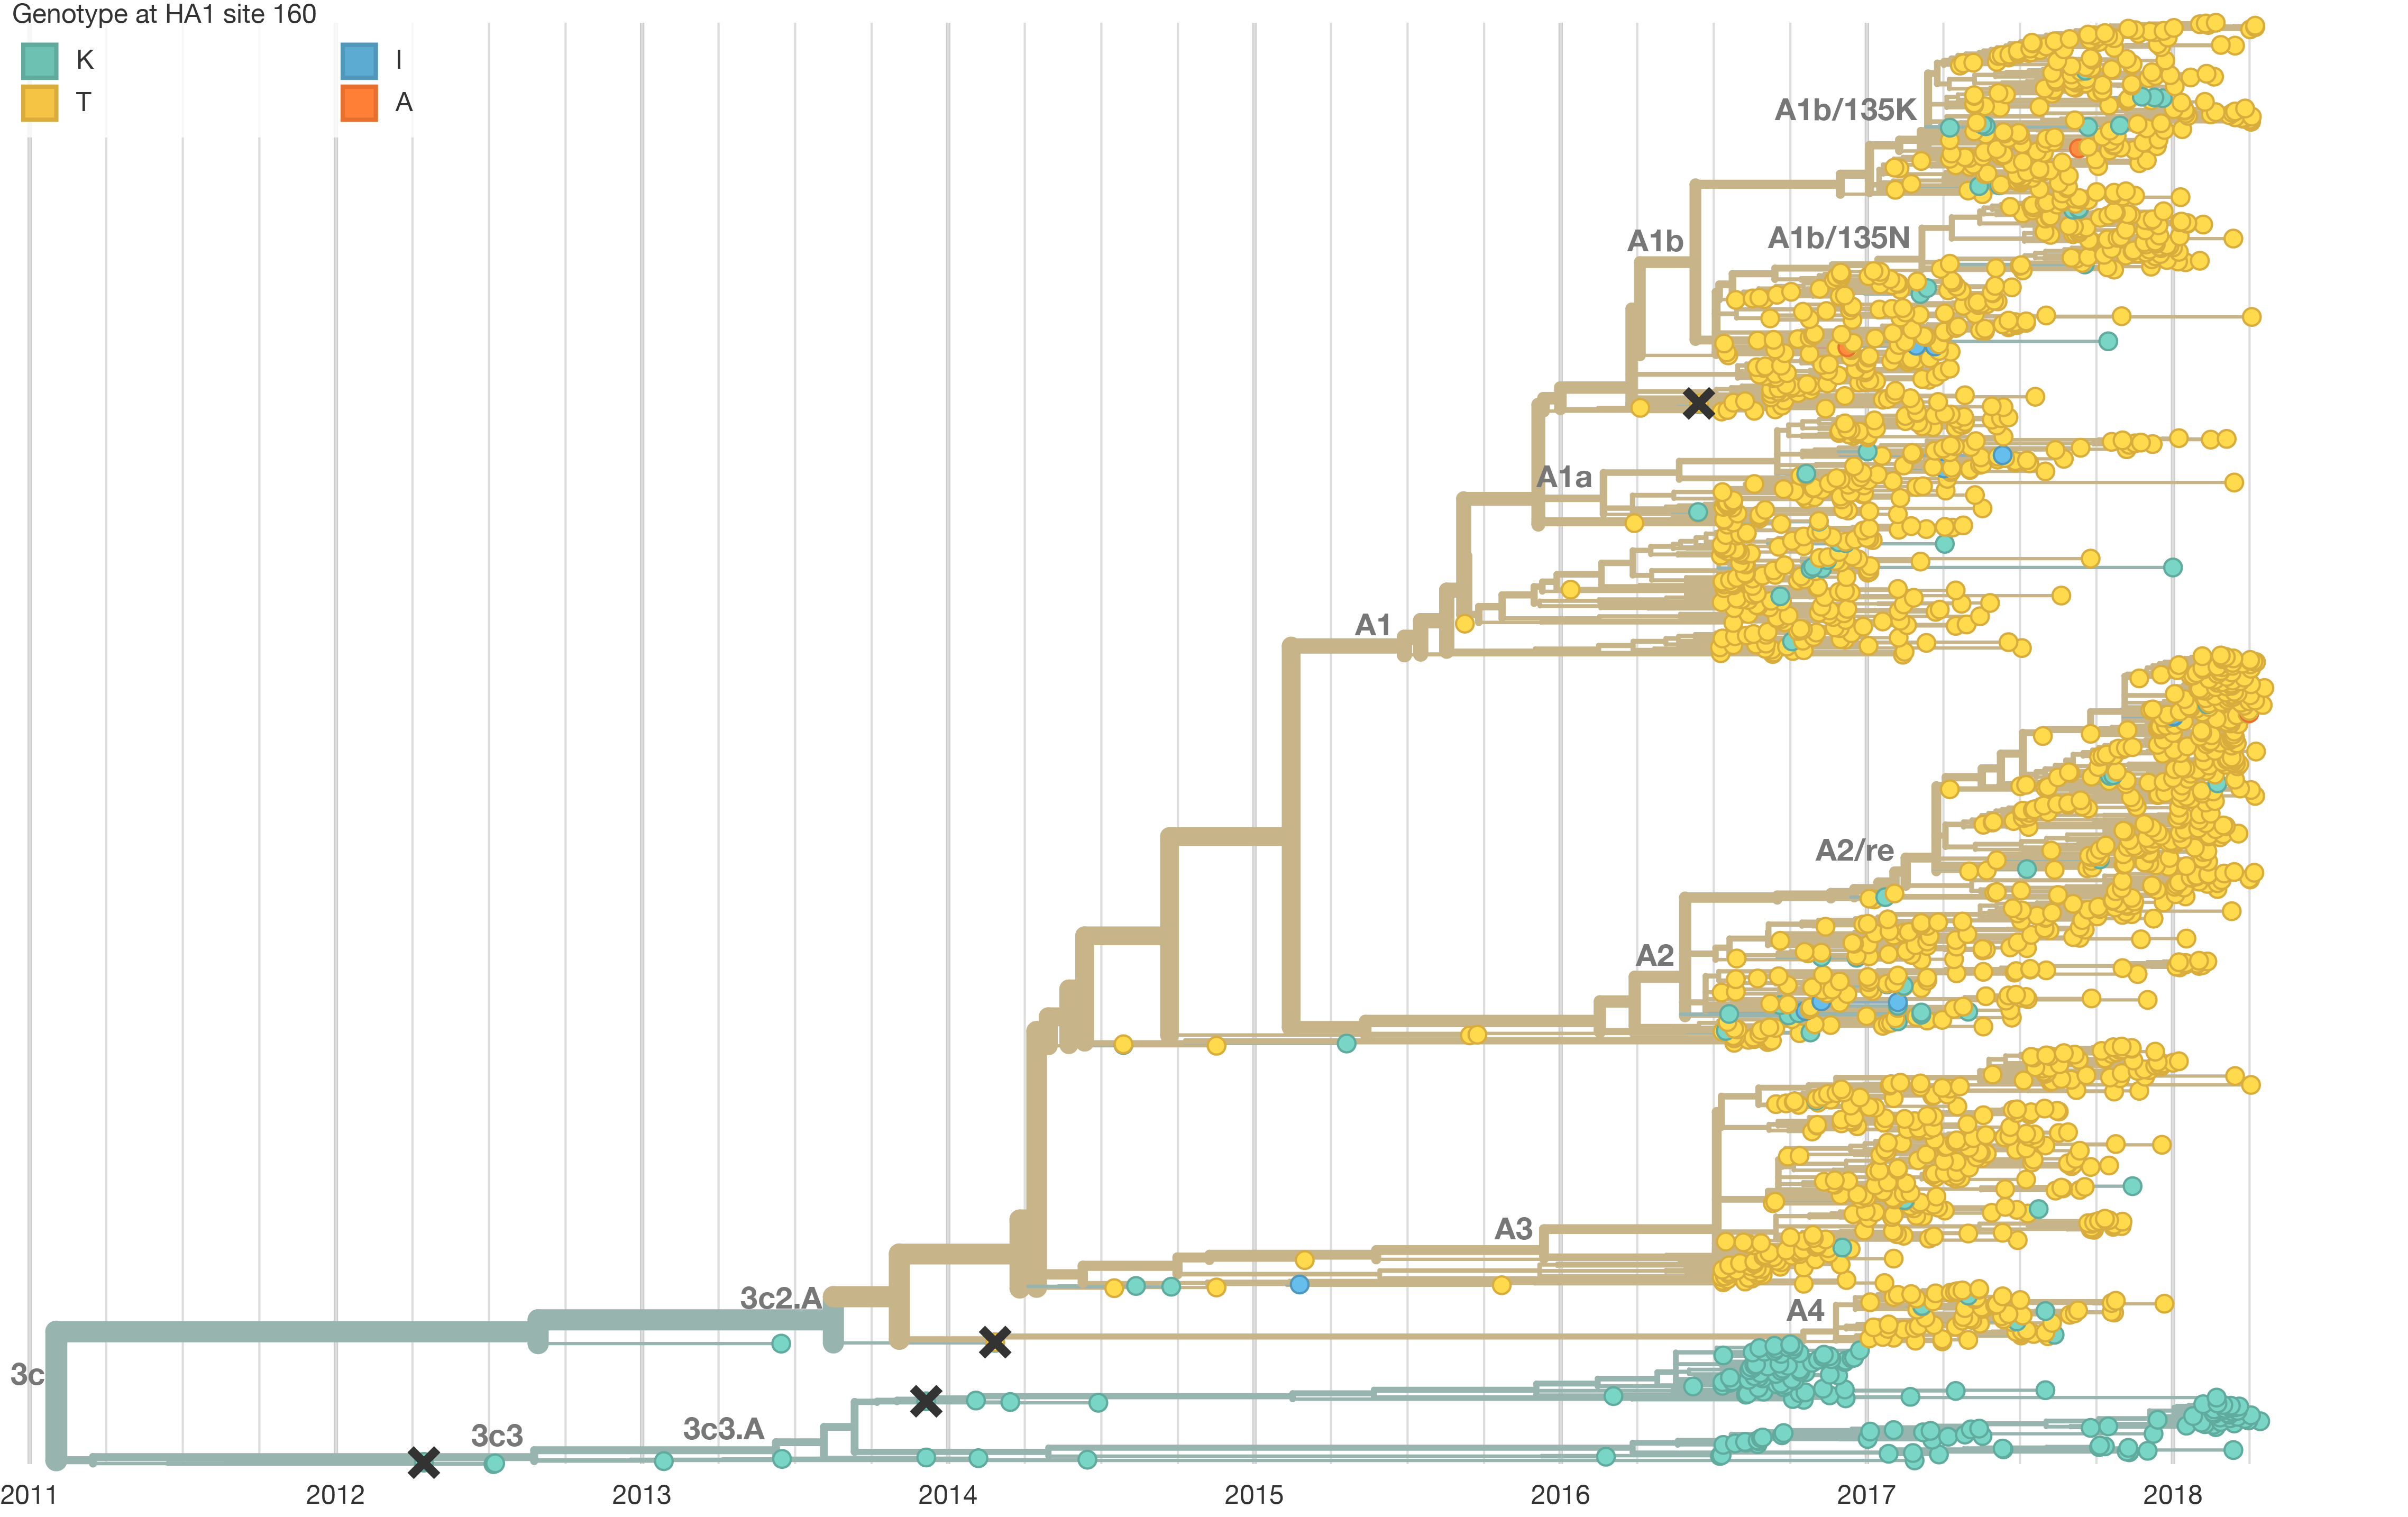 Genotype at HA1 site 160
K
I
T
A
A1b/135K
A1b
A1b/135N
A1a
A1
A2/re
A2
A3
3c2.A
A4
3c
3c3
3c3.A
2011
2012
2013
2014
2015
2016
2017
2018